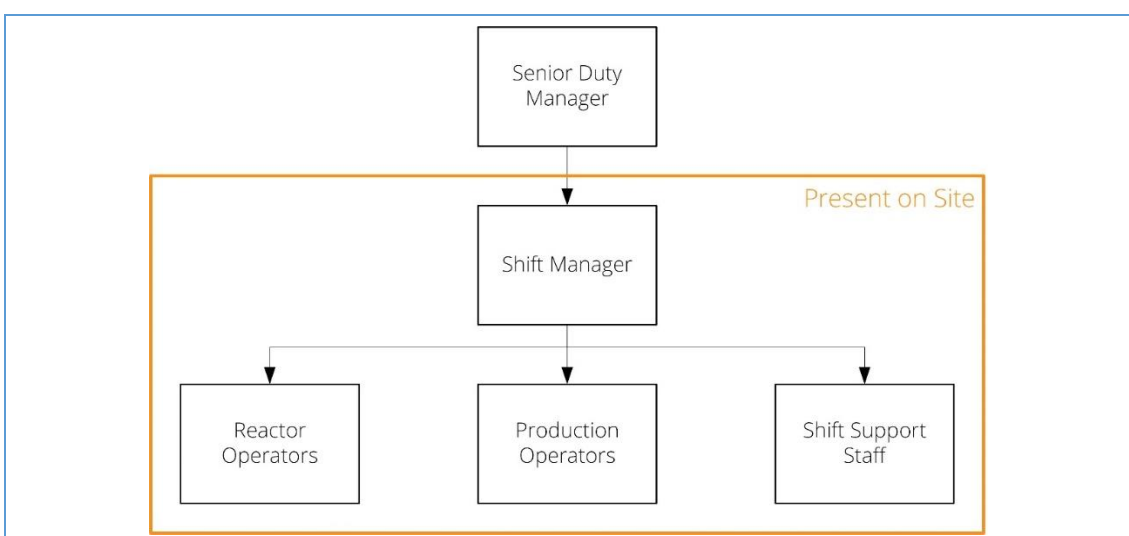 Senior Duty
Manager
Present on Site
Shift Manager
Reactor
Operators
Production
Operators
Shift Support
Staff